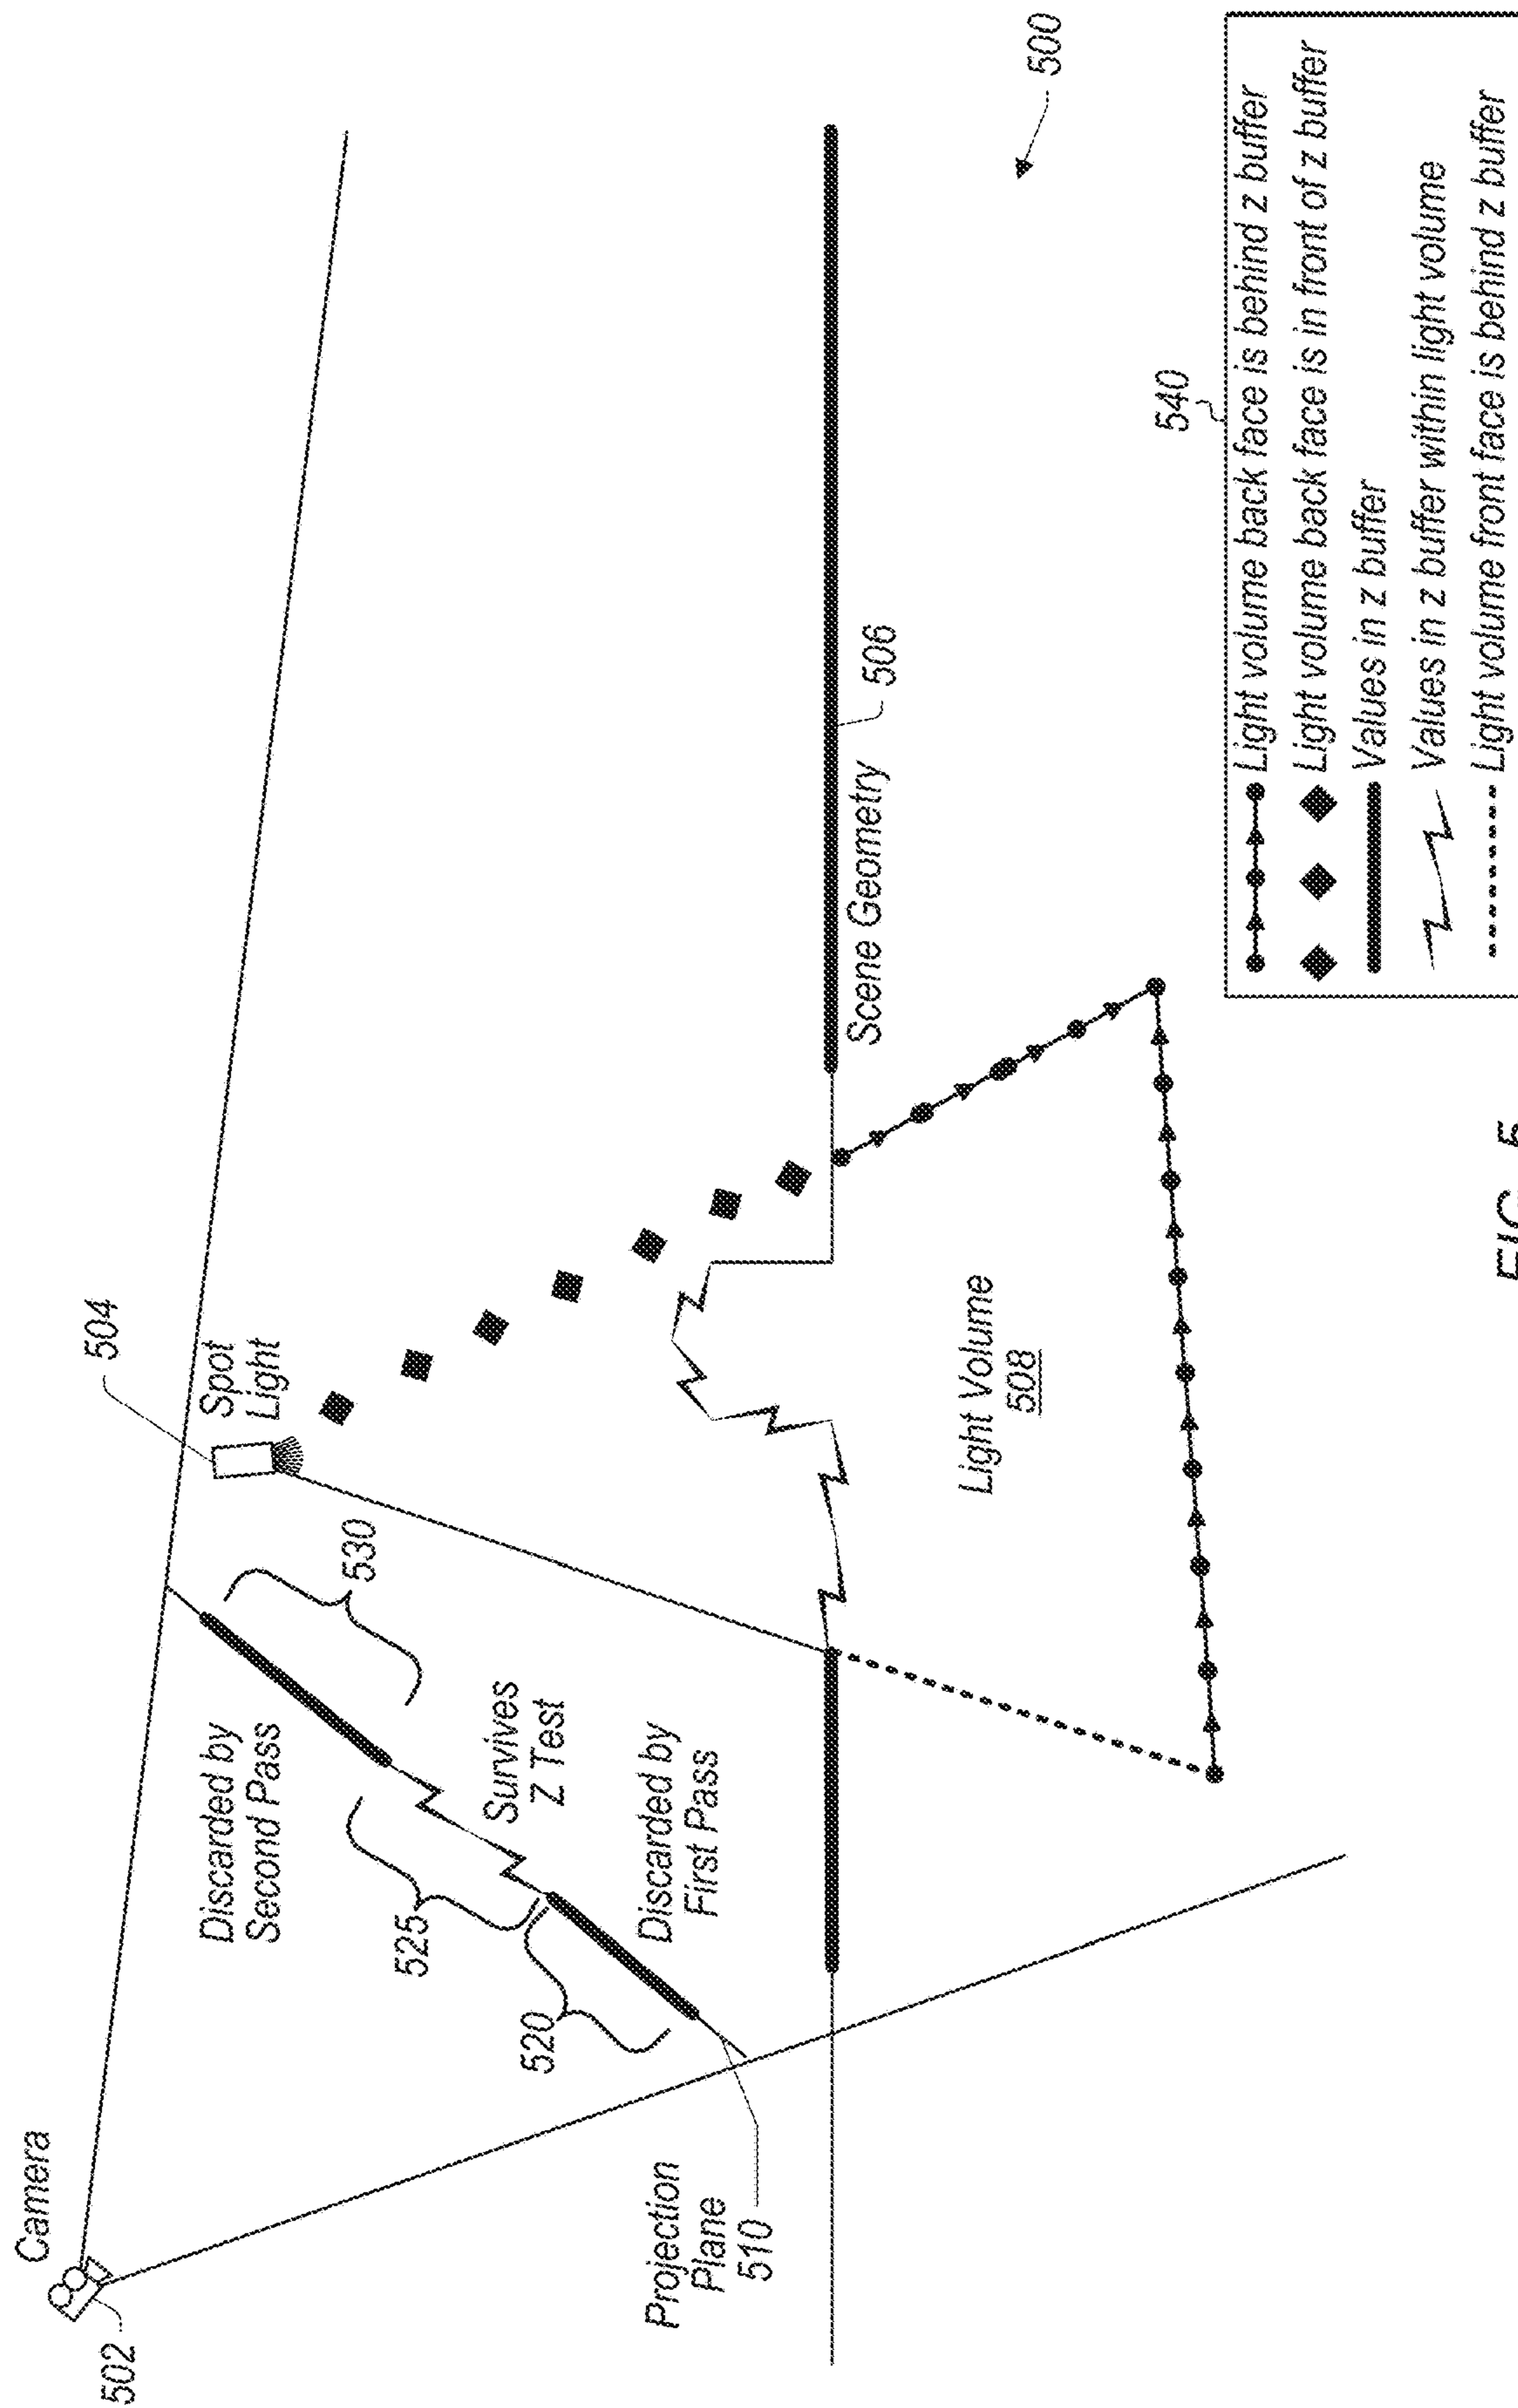 Camera
502
504
Spot
Light
Discarded by
Second Pass
530
525
Survives
Z Test
520
Discarded by
First Pass
Projection
Plane
510
Scene Geometry
506
Light Volume
508
500
540
Light volume back face is behind z buffer
Light volume back face is in front of z buffer
Values in z buffer
Values in z buffer within light volume
Light volume front face is behind z buffer
FIG. 5